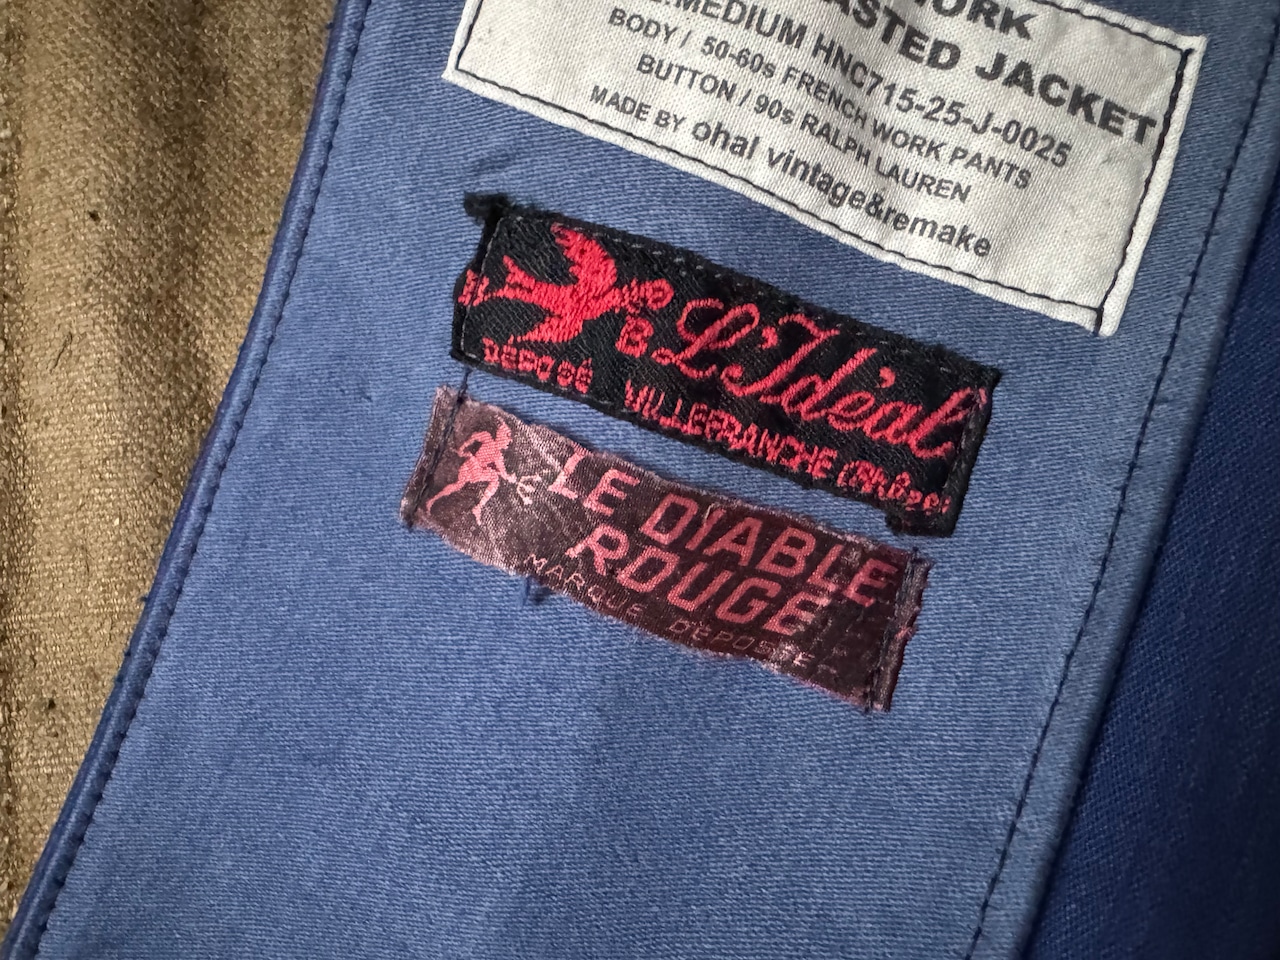 WORK
ASTED JACKET
MEDIUM HNC715-25-J-0025
BODY / 50-60s FRENCH WORK PANTS
BUTTON / 90s RALPH LAUREN
MADE BY ohal vintage&remake
B. L'Idéal
DÉPOSÉ VILLEFRANCHE
LE DIABLE
ROUGE
MARQUE DÉPOSÉE